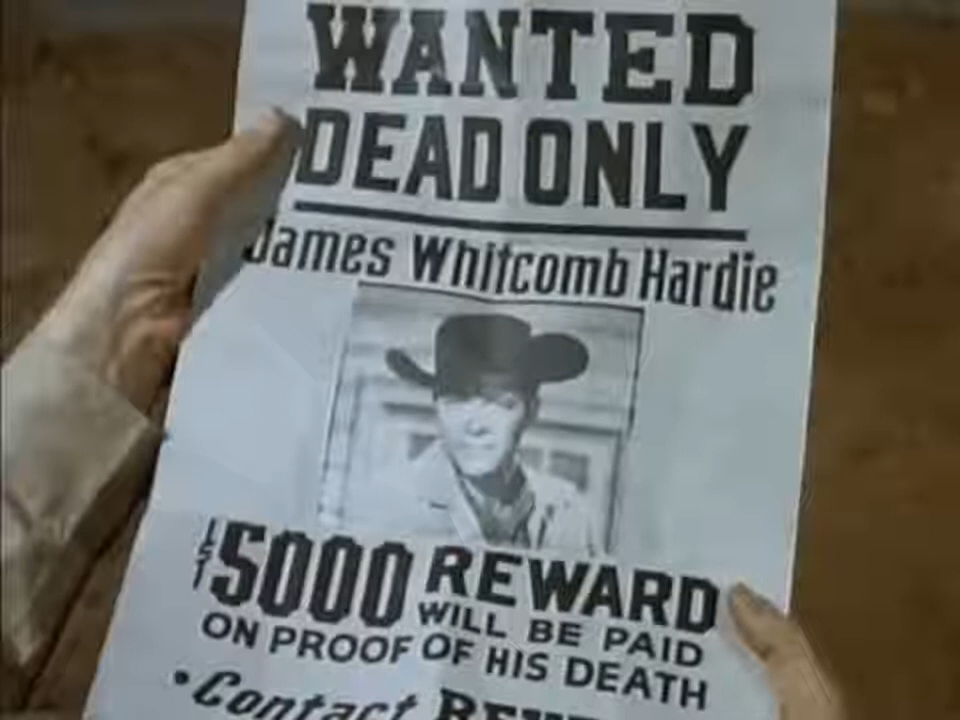 WANTED
DEAD ONLY
James Whitcomb Hardie
$5000 REWARD
WILL BE PAID
ON PROOF OF HIS DEATH
•Contact